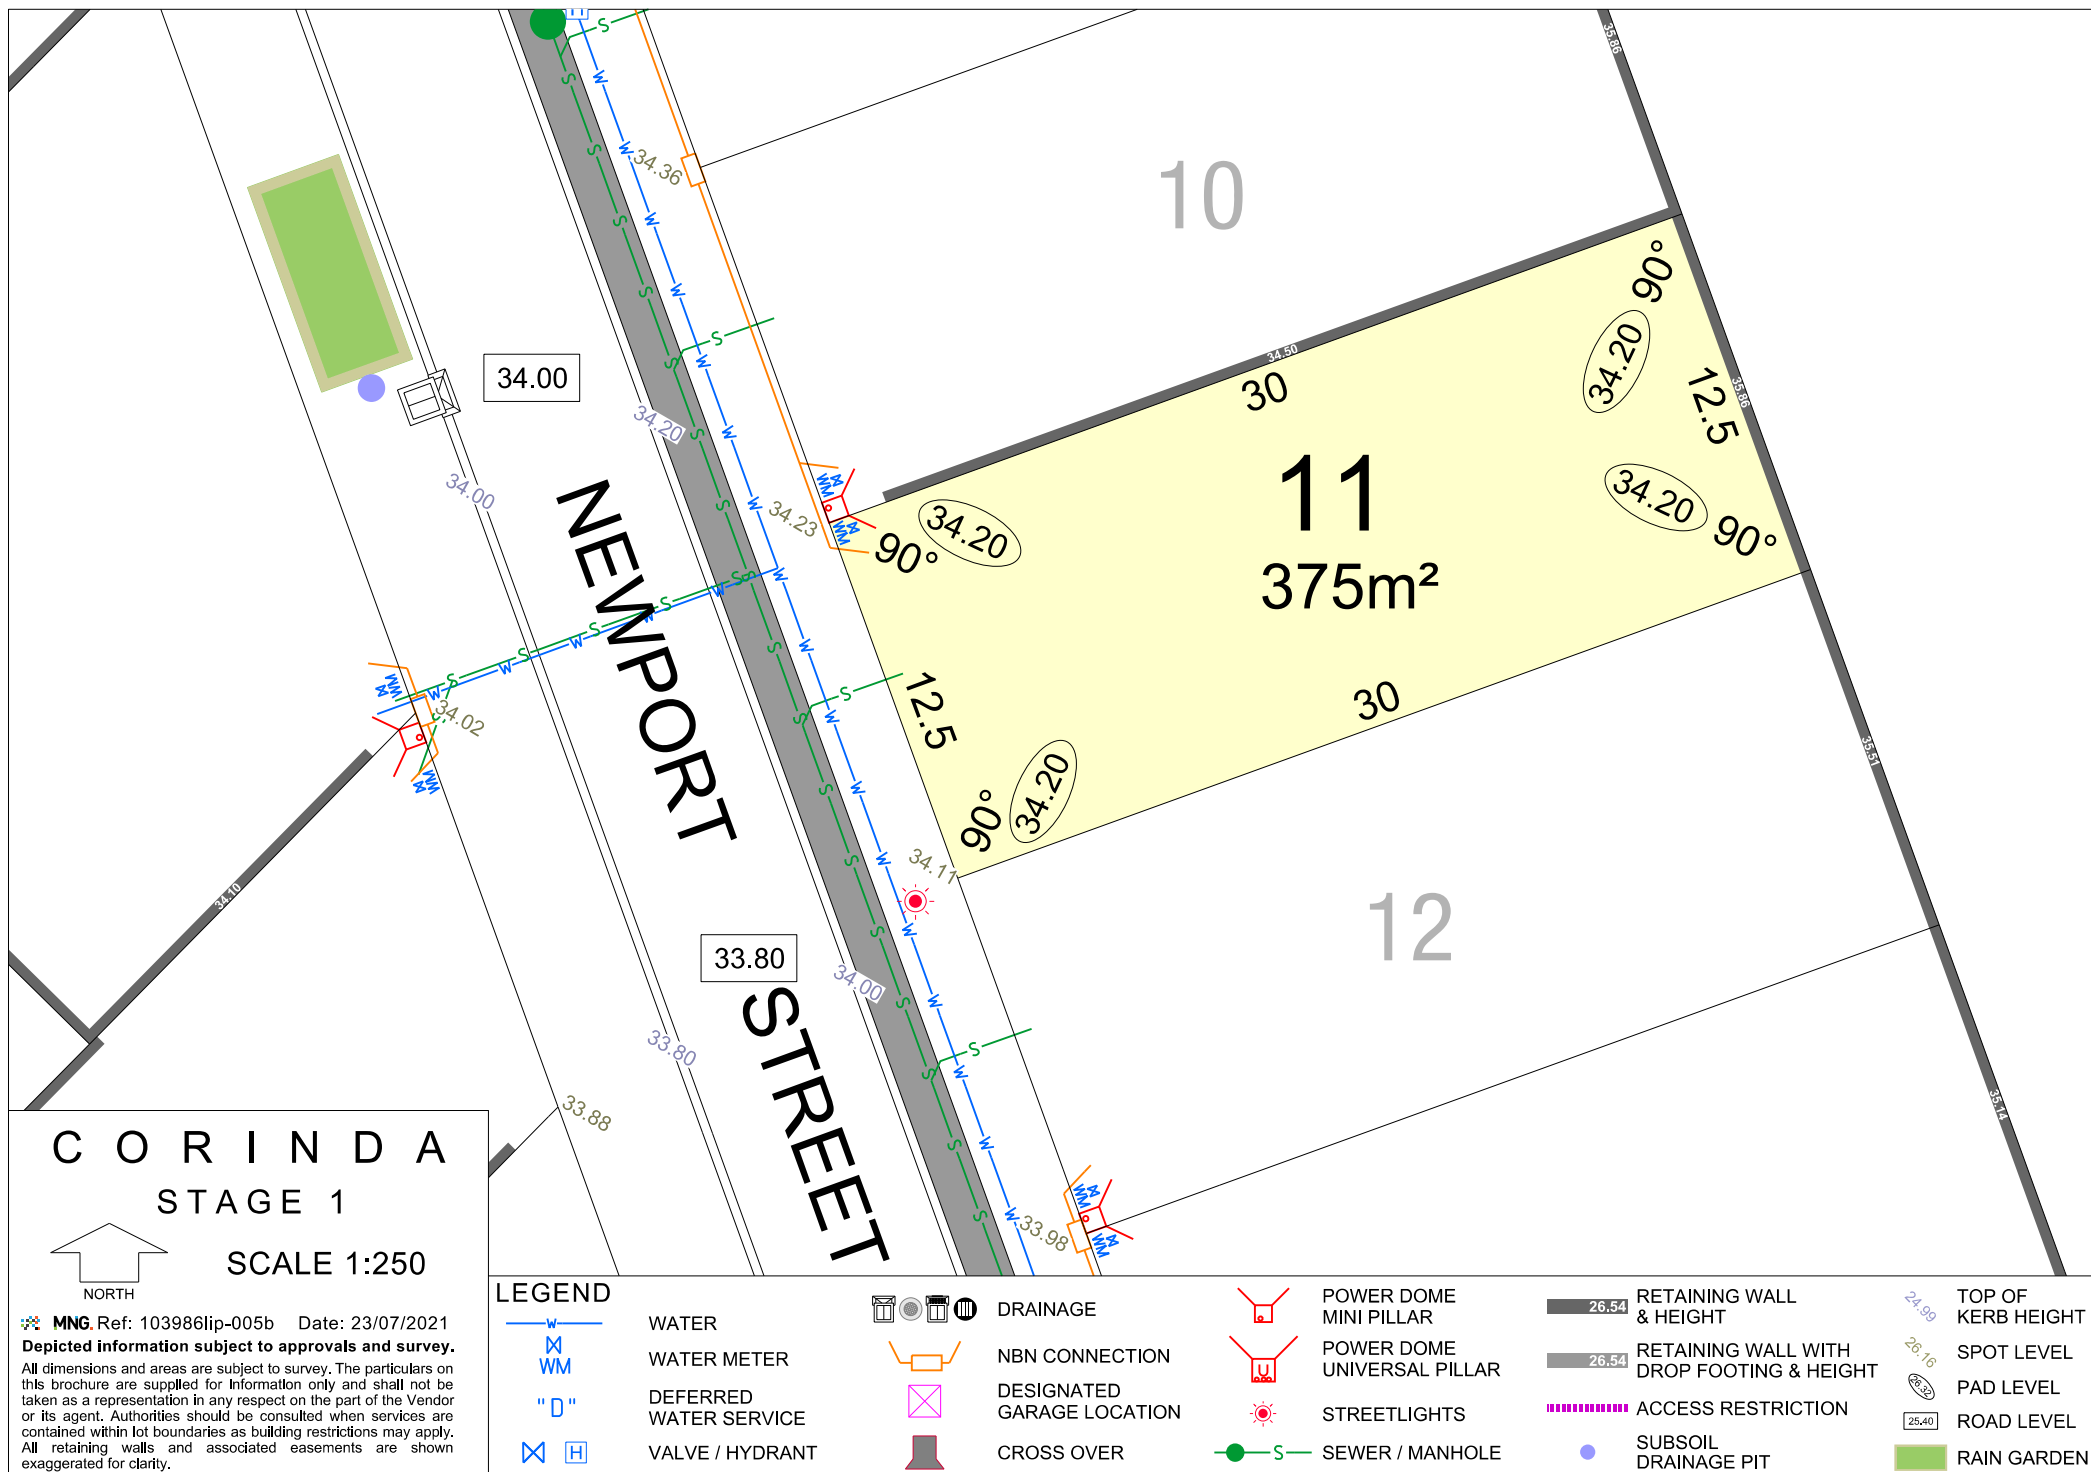 10
34.36
34.00
34.20
34.00
NEWPORT
STREET
34.23
34.50
35.86
35.86
30
90°
34.20
12.5
11
375m²
34.20
90°
34.20
90°
12.5
30
90°
34.20
34.02
34.10
34.11
33.80
34.00
33.80
33.88
33.98
12
35.51
35.14
S
W
WM
H
CORINDA
STAGE 1
SCALE 1:250
NORTH
MNG. Ref: 103986lip-005b Date: 23/07/2021
Depicted information subject to approvals and survey.
All dimensions and areas are subject to survey. The particulars on
this brochure are supplied for information only and shall not be
taken as a representation in any respect on the part of the Vendor
or its agent. Authorities should be consulted when services are
contained within lot boundaries as building restrictions may apply.
All retaining walls and associated easements are shown
exaggerated for clarity.
LEGEND
W WATER
WM WATER METER
"D" DEFERRED
WATER SERVICE
H VALVE / HYDRANT
DRAINAGE
NBN CONNECTION
DESIGNATED
GARAGE LOCATION
CROSS OVER
POWER DOME
MINI PILLAR
U POWER DOME
UNIVERSAL PILLAR
STREETLIGHTS
S SEWER / MANHOLE
26.54 RETAINING WALL
& HEIGHT
26.54 RETAINING WALL WITH
DROP FOOTING & HEIGHT
ACCESS RESTRICTION
SUBSOIL
DRAINAGE PIT
24.99 TOP OF
KERB HEIGHT
26.16 SPOT LEVEL
26.32 PAD LEVEL
25.40 ROAD LEVEL
RAIN GARDEN